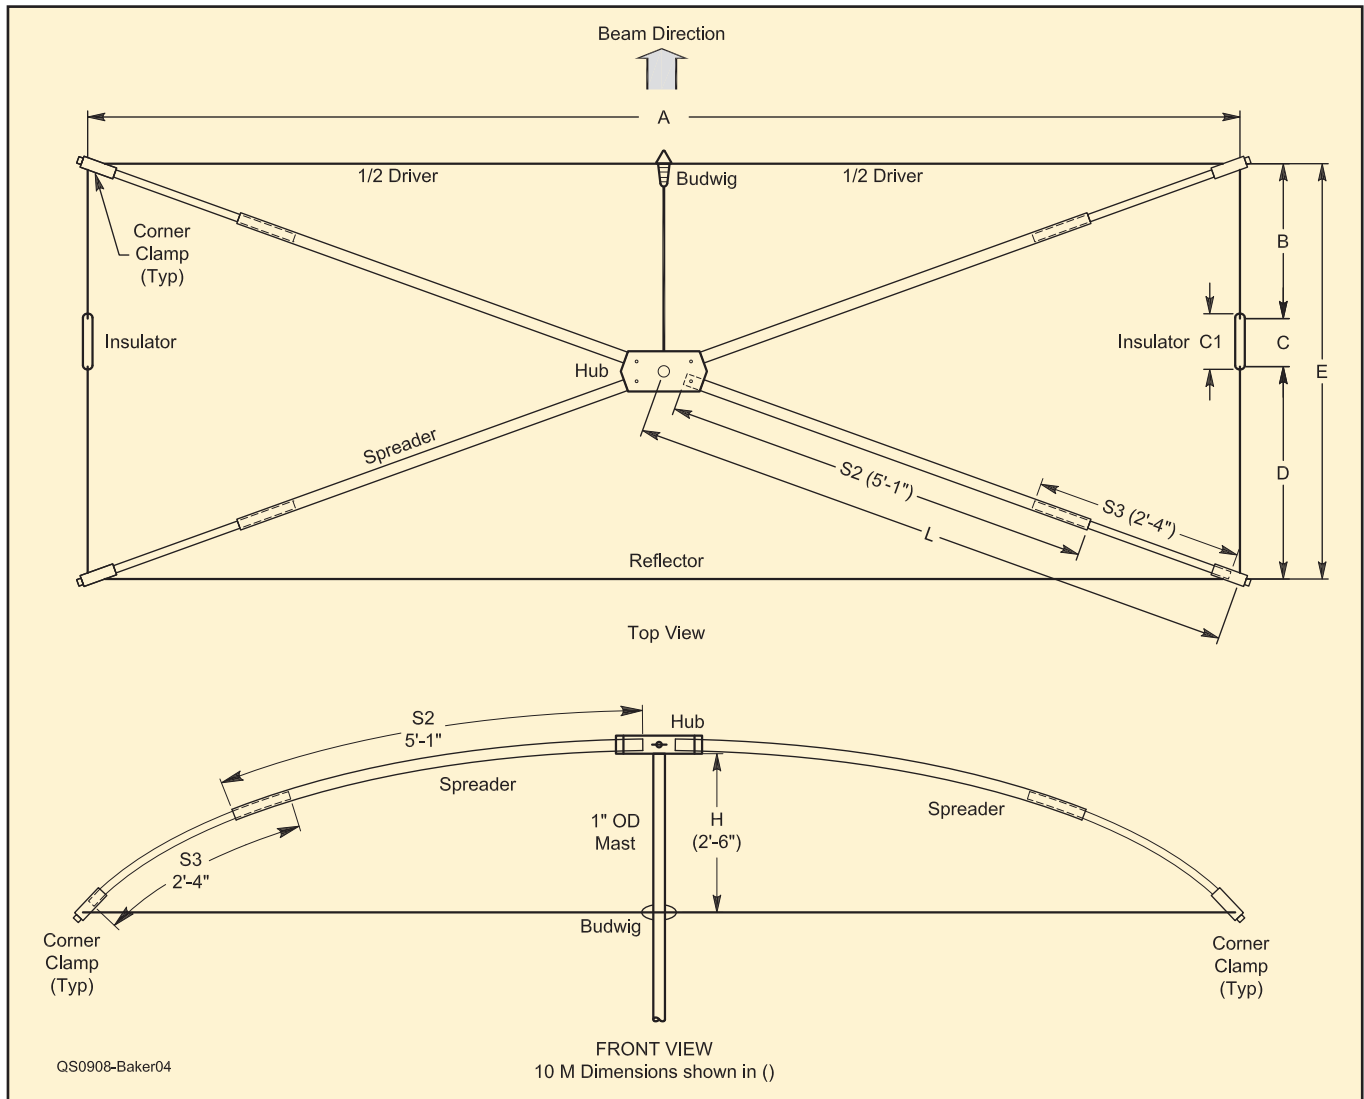 Beam Direction
A
1/2 Driver
Budwig
1/2 Driver
Corner
Clamp
(Typ)
B
Insulator
Insulator
C1
C
E
Hub
Spreader
S2 (5'-1")
D
S3 (2'-4")
L
Reflector
Top View
S2
5'-1"
Hub
Spreader
1" OD
Mast
H
(2'-6")
Spreader
S3
2'-4"
Budwig
Corner
Clamp
(Typ)
Corner
Clamp
(Typ)
FRONT VIEW
10 M Dimensions shown in ()
QS0908-Baker04